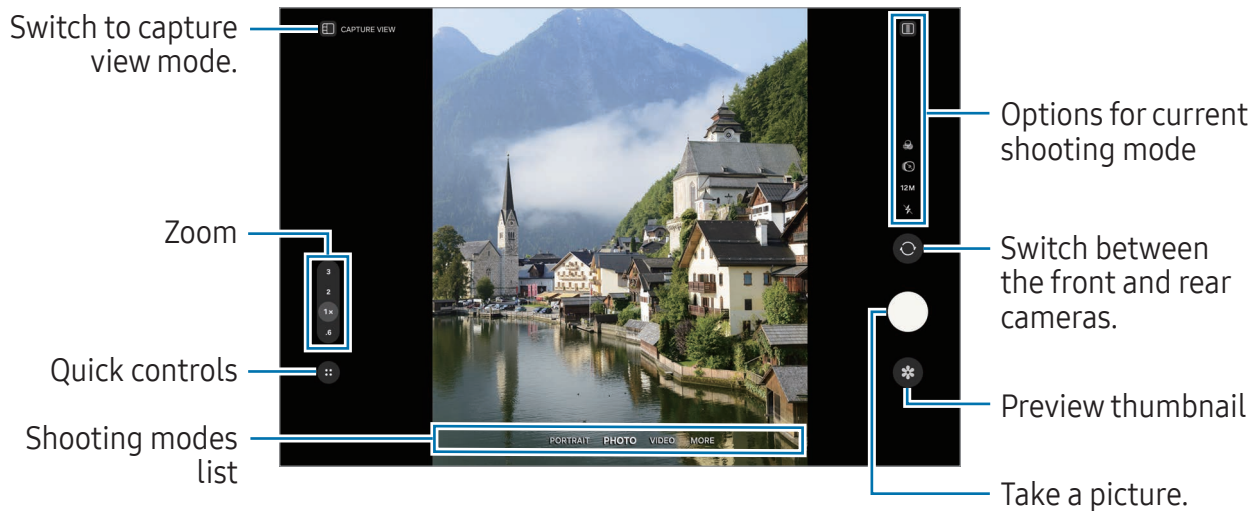 Switch to capture
view mode.
CAPTURE VIEW
Zoom
3
2
1×
.6
Quick controls
Shooting modes
list
PORTRAIT PHOTO VIDEO MORE
12M
Options for current
shooting mode
Switch between
the front and rear
cameras.
Preview thumbnail
Take a picture.